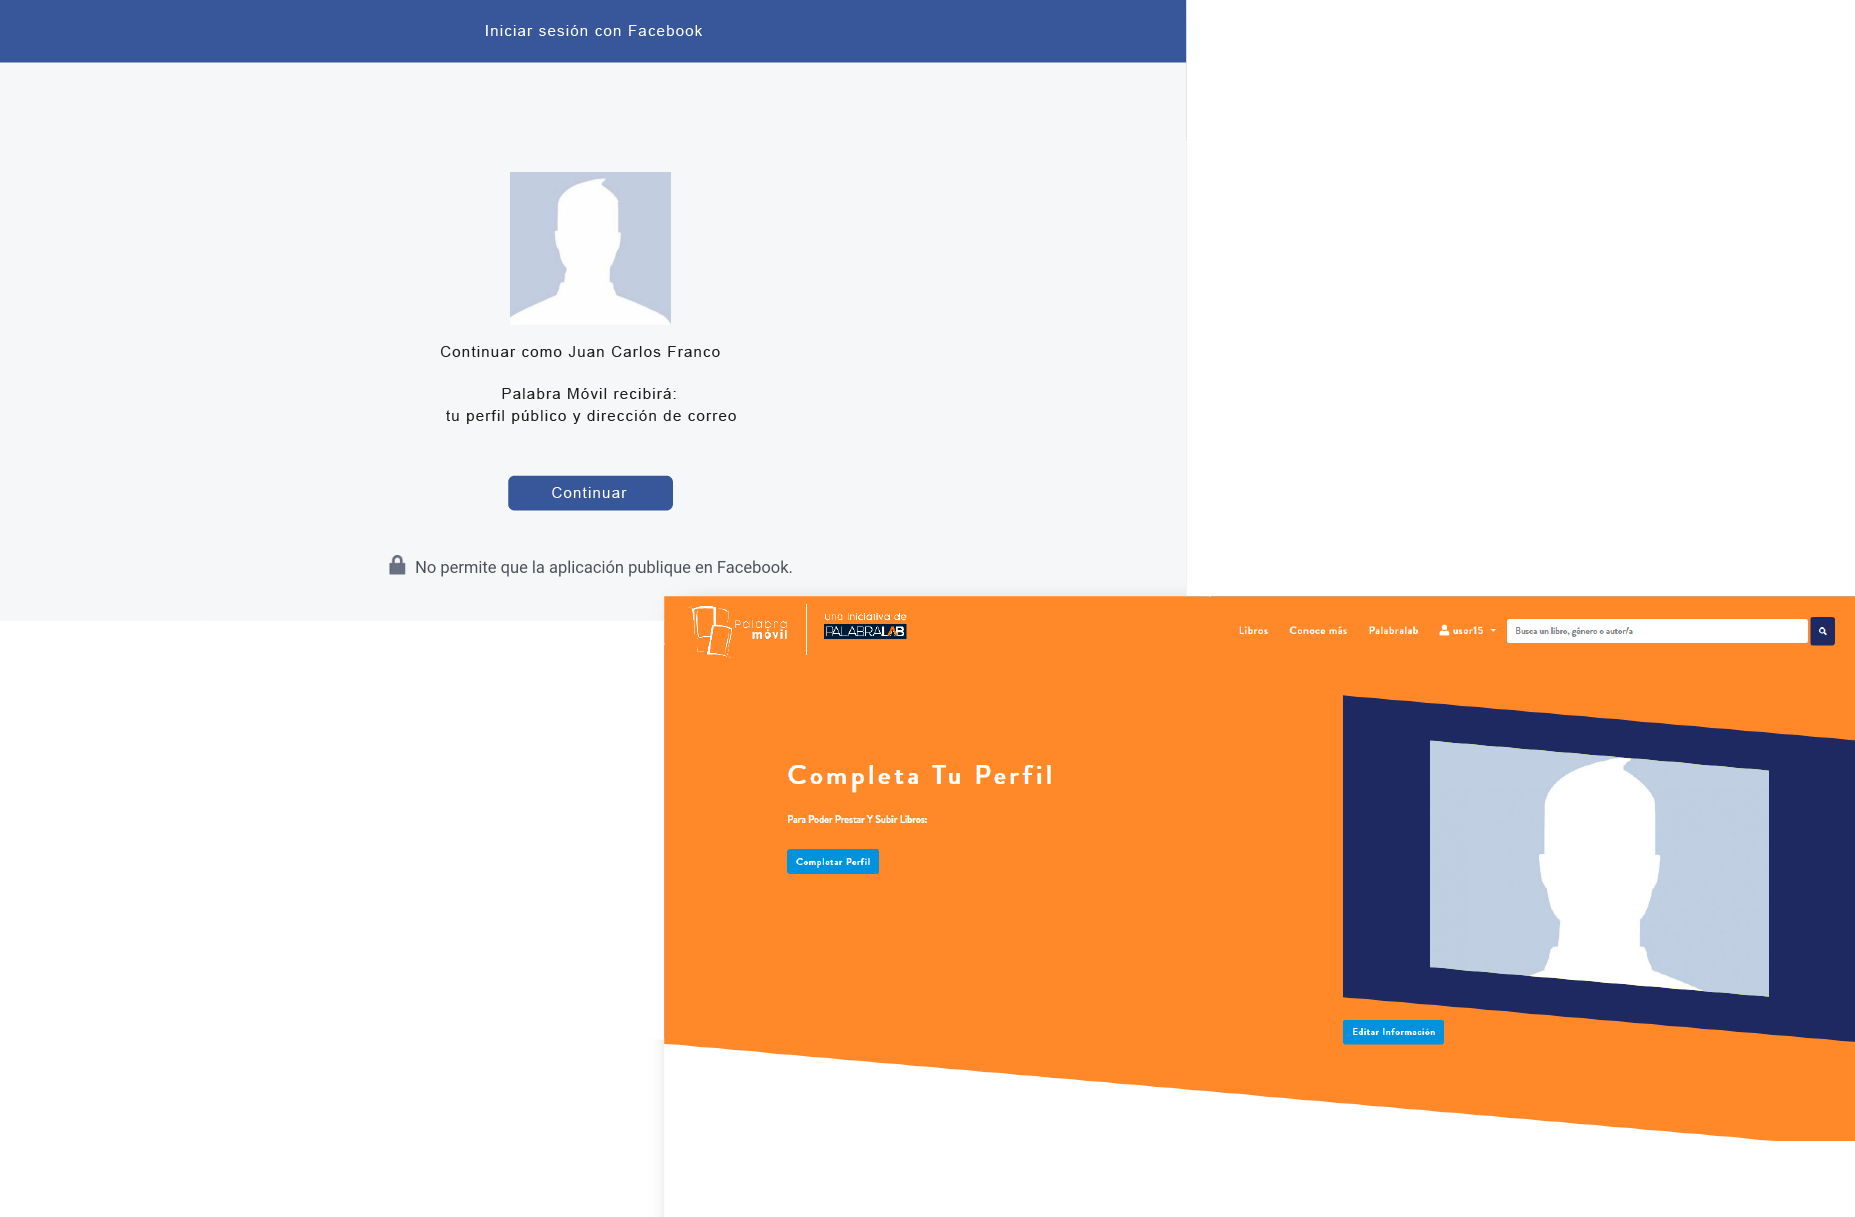 Iniciar sesión con Facebook
Continuar como Juan Carlos Franco
Palabra Móvil recibirá:
tu perfil público y dirección de correo
Continuar
No permite que la aplicación publique en Facebook.
Palabra
móvil
una iniciativa de
PALABRALAB
Libros Conoce más Palabralab user15 Busca un libro, género o autor/a
Completa Tu Perfil
Para Poder Prestar Y Subir Libros:
Completar Perfil
Editar Información